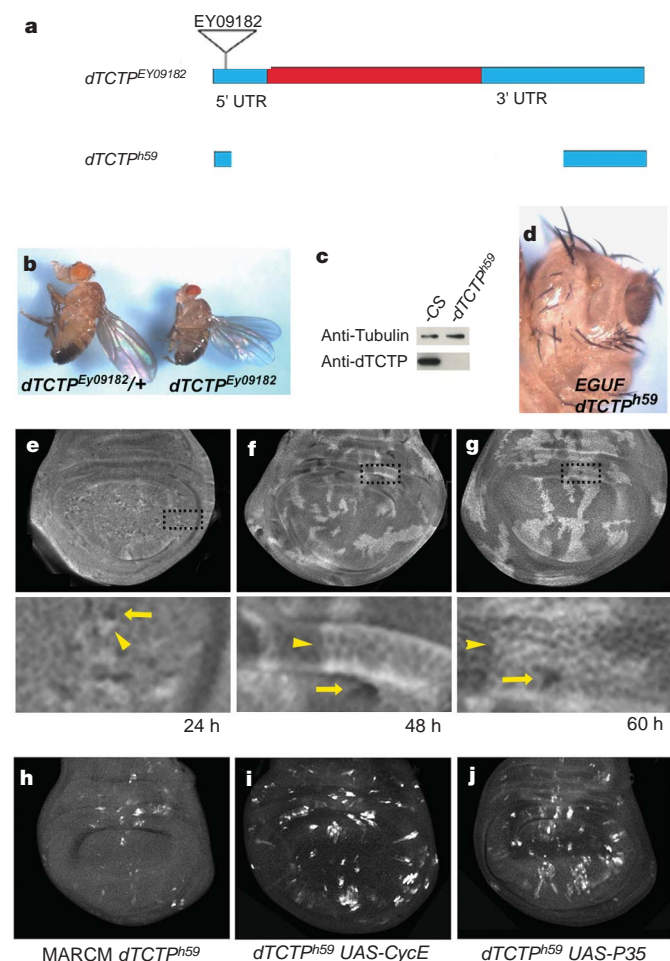 a
EY09182
dTCTP^EY09182
5' UTR
3' UTR
dTCTP^h59
b
dTCTP^Ey09182/+
dTCTP^Ey09182
c
-CS
-dTCTP^h59
Anti-Tubulin
Anti-dTCTP
d
EGUF
dTCTP^h59
e
f
g
24 h
48 h
60 h
h
i
j
MARCM dTCTP^h59
dTCTP^h59 UAS-CycE
dTCTP^h59 UAS-P35